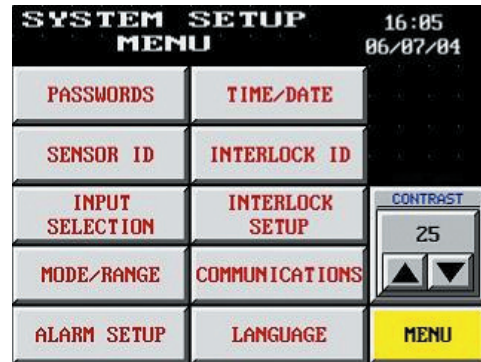 SYSTEM SETUP
MENU
16:05
06/07/04
PASSWORDS
TIME/DATE
SENSOR ID
INTERLOCK ID
INPUT
SELECTION
INTERLOCK
SETUP
CONTRAST
25
MODE/RANGE
COMMUNICATIONS
ALARM SETUP
LANGUAGE
MENU